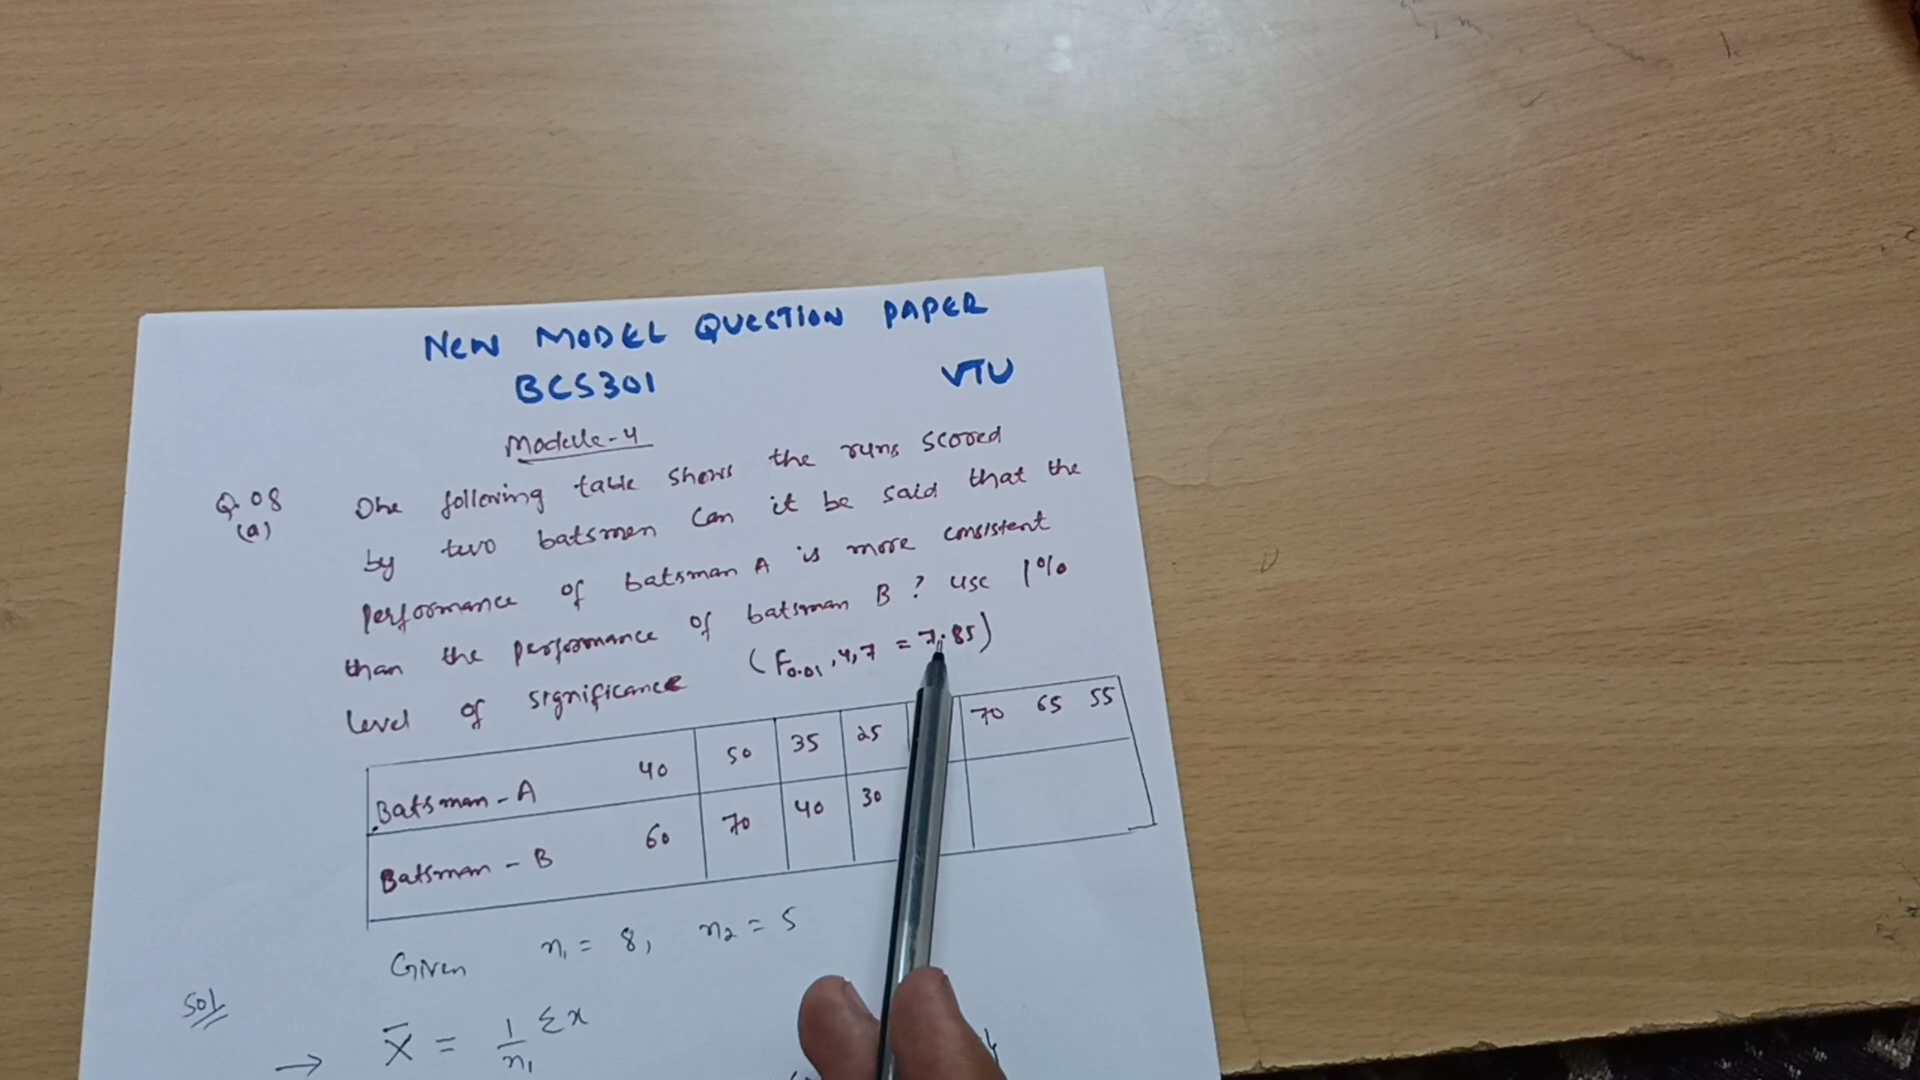 NEW MODEL QUESTION PAPER
BCS301 VTU
Module-4
Q.08 The following table shows the runs scored
(a) by two batsmen can it be said that the
performance of batsman A is more consistent
than the performance of batsman B? use 1%
level of significance (F0.01,4,7 = 7.85)
Batsman-A 40 50 35 25 70 65 55
Batsman-B 60 70 40 30
Given n1 = 8, n2 = 5
Sol
→ X̄ = 1/n1 Σx